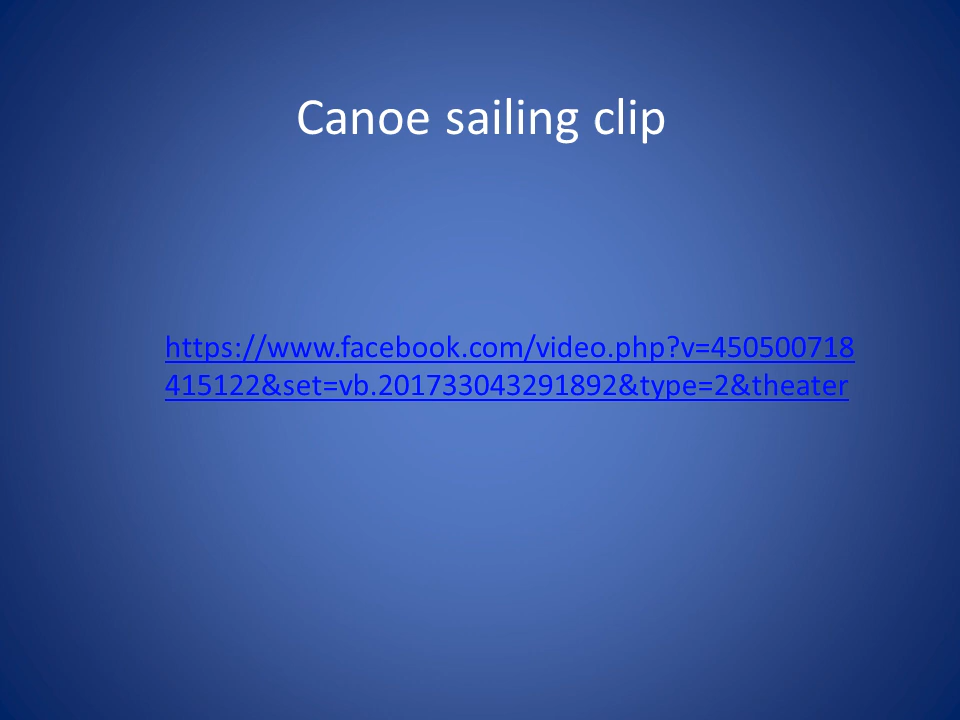 Canoe sailing clip
https://www.facebook.com/video.php?v=450500718
415122&set=vb.201733043291892&type=2&theater